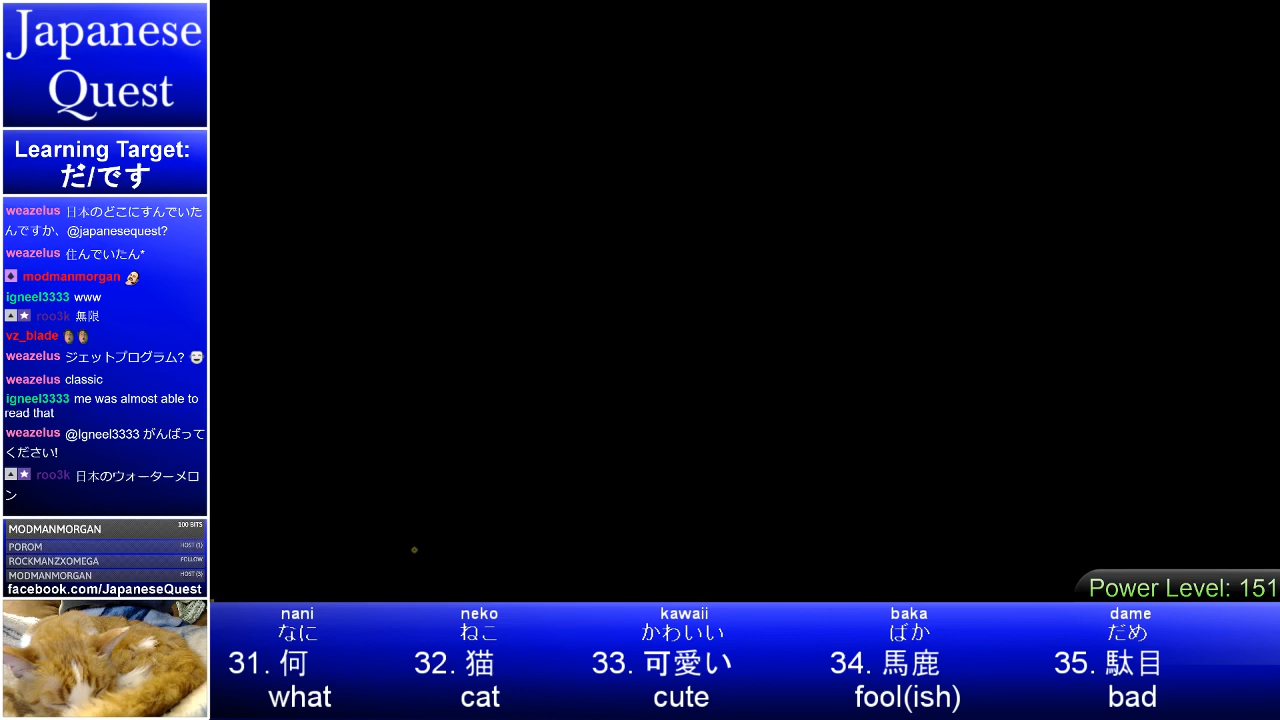 Japanese
Quest
Learning Target:
だ/です
weazelus 日本のどこにすんでいた
んですか、@japanesequest?
weazelus 住んでいたん*
modmanmorgan
igneel3333 www
roo3k 無限
vz_blade
weazelus ジェットプログラム?
weazelus classic
igneel3333 me was almost able to
read that
weazelus @Igneel3333 がんばって
ください!
roo3k 日本のウォーターメロ
ン
MODMANMORGAN 100 BITS
POROM HOST (1)
ROCKMANZXOMEGA FOLLOW
MODMANMORGAN HOST (3)
facebook.com/JapaneseQuest
Power Level: 151
nani neko kawaii baka dame
なに ねこ かわいい ばか だめ
31. 何 32. 猫 33. 可愛い 34. 馬鹿 35. 駄目
what cat cute fool(ish) bad